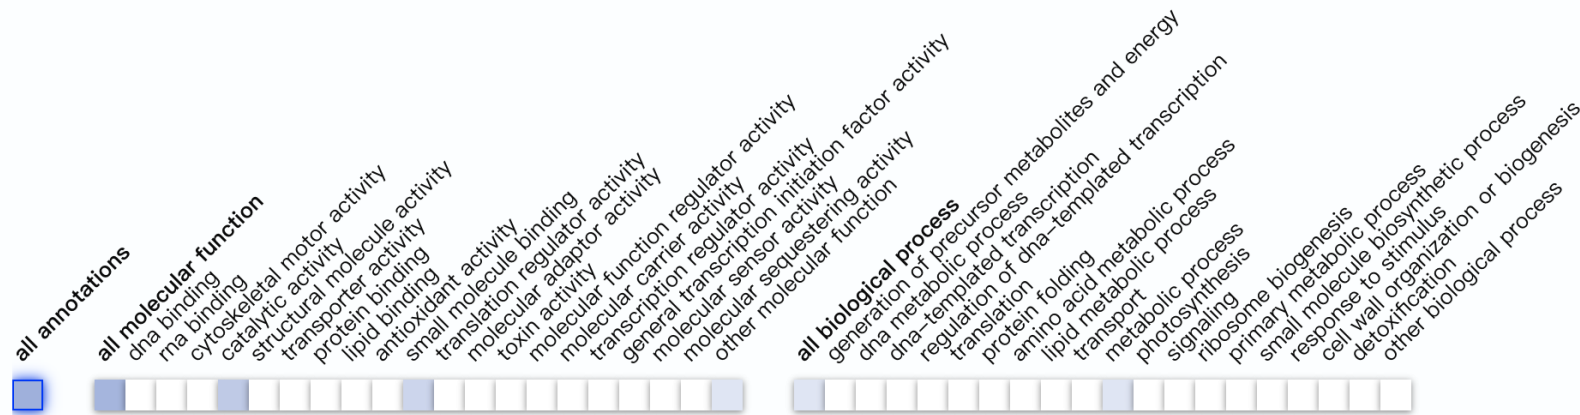 all annotations
all molecular function
dna binding
rna binding
cytoskeletal motor activity
catalytic activity
structural molecule activity
transporter activity
protein binding
lipid binding
antioxidant activity
small molecule binding
translation regulator activity
molecular adaptor activity
toxin activity
molecular function regulator activity
molecular carrier activity
transcription regulator activity
general transcription initiation factor activity
molecular sensor activity
molecular sequestering activity
other molecular function
all biological process
generation of precursor metabolites and energy
dna metabolic process
dna-templated transcription
regulation of dna-templated transcription
translation
protein folding
amino acid metabolic process
lipid metabolic process
transport
metabolic process
photosynthesis
signaling
ribosome biogenesis
primary metabolic process
small molecule biosynthetic process
response to stimulus
cell wall organization or biogenesis
detoxification
other biological process